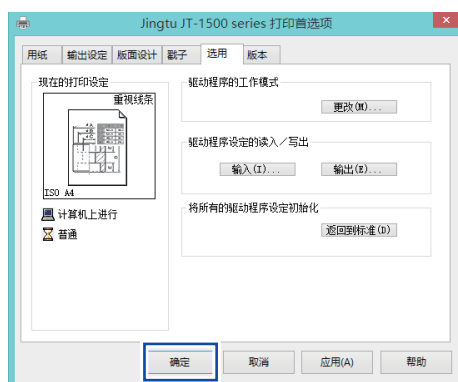 Jingtu JT-1500 series 打印首选项
用纸 输出设定 版面设计 戳子 选用 版本
现在的打印设定
重视线条
ISO A4
计算机上进行
普通
驱动程序的工作模式
更改(M)...
驱动程序设定的读入／写出
输入(I)... 输出(E)...
将所有的驱动程序设定初始化
返回到标准(D)
确定 取消 应用(A) 帮助